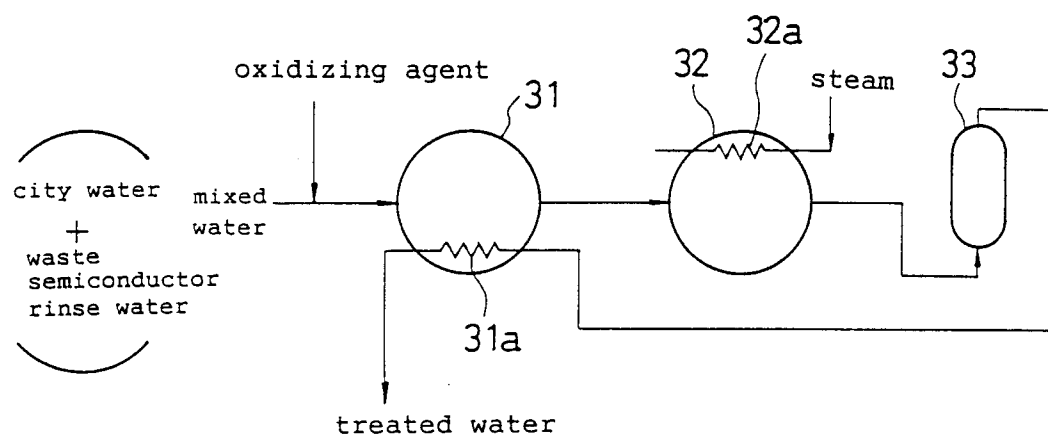 oxidizing agent
31
32
32a
steam
33
city water
+
waste
semiconductor
rinse water
mixed
water
31a
treated water